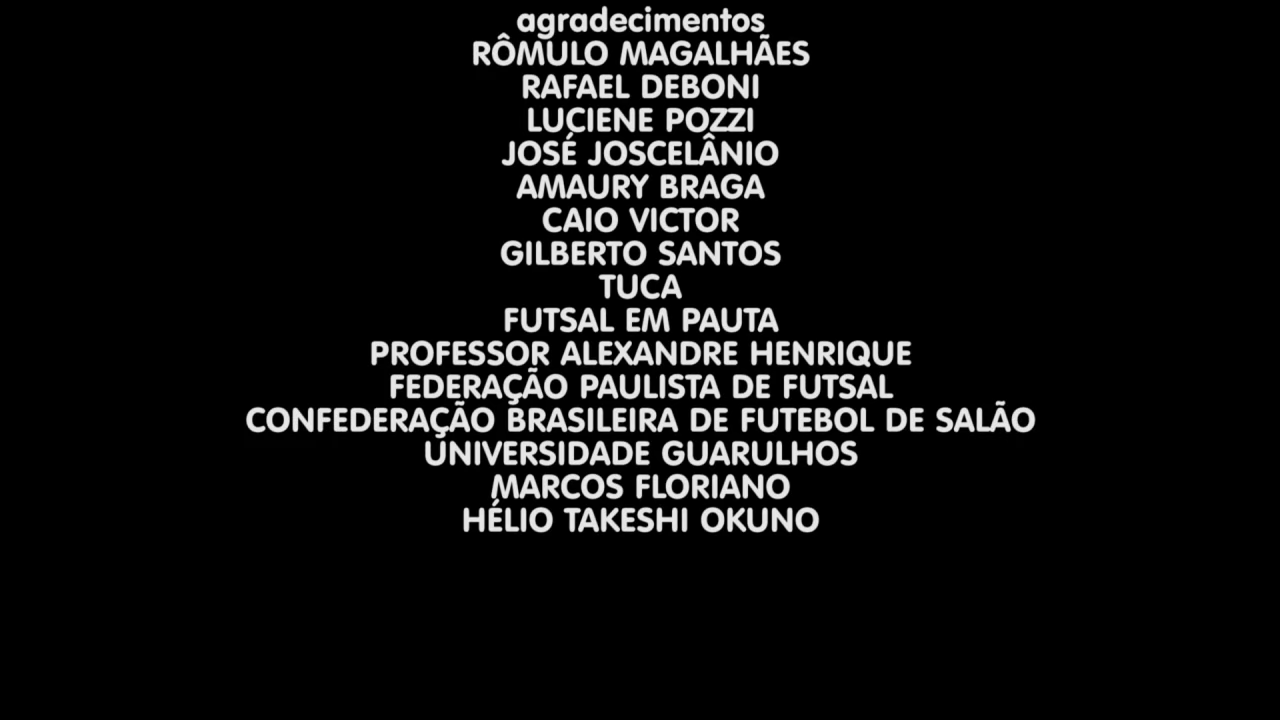 agradecimentos
RÔMULO MAGALHÃES
RAFAEL DEBONI
LUCIENE POZZI
JOSÉ JOSCELÂNIO
AMAURY BRAGA
CAIO VICTOR
GILBERTO SANTOS
TUCA
FUTSAL EM PAUTA
PROFESSOR ALEXANDRE HENRIQUE
FEDERAÇÃO PAULISTA DE FUTSAL
CONFEDERAÇÃO BRASILEIRA DE FUTEBOL DE SALÃO
UNIVERSIDADE GUARULHOS
MARCOS FLORIANO
HÉLIO TAKESHI OKUNO